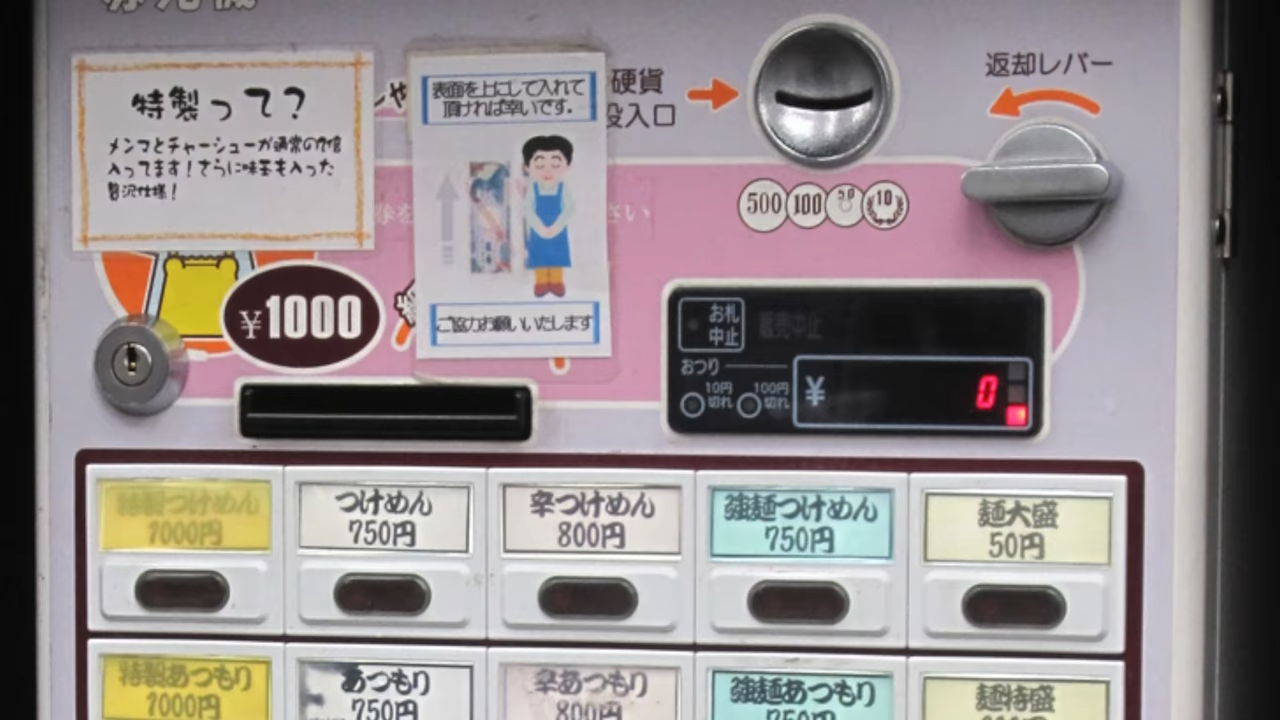 特製って?
メンマとチャーシューが通常の
入ってます!さらに味玉も入った
贅沢仕様!
表面を上にして入れて
頂ければ幸いです。
ご協力お願いいたします
硬貨
投入口
返却レバー
500 100 50 10
さい
¥1000
お札
中止
販売中止
おつり
10円
切れ
100円
切れ
¥ 0
特製つけめん
1000円
つけめん
750円
辛つけめん
800円
強麺つけめん
750円
麺大盛
50円
特製あつもり
1000円
あつもり
750円
辛あつもり
800円
強麺あつもり
750円
麺特盛